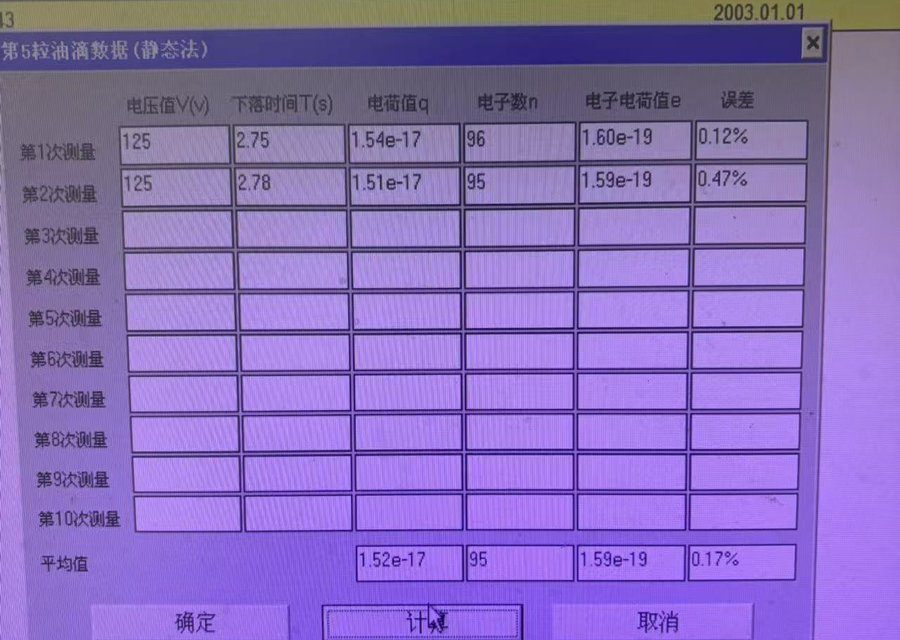 13
2003.01.01
第5粒油滴数据(静态法)
电压值V(v) 下落时间T(s) 电荷值q 电子数n 电子电荷值e 误差
第1次测量 125 2.75 1.54e-17 96 1.60e-19 0.12%
第2次测量 125 2.78 1.51e-17 95 1.59e-19 0.47%
第3次测量
第4次测量
第5次测量
第6次测量
第7次测量
第8次测量
第9次测量
第10次测量
平均值 1.52e-17 95 1.59e-19 0.17%
确定 计算 取消